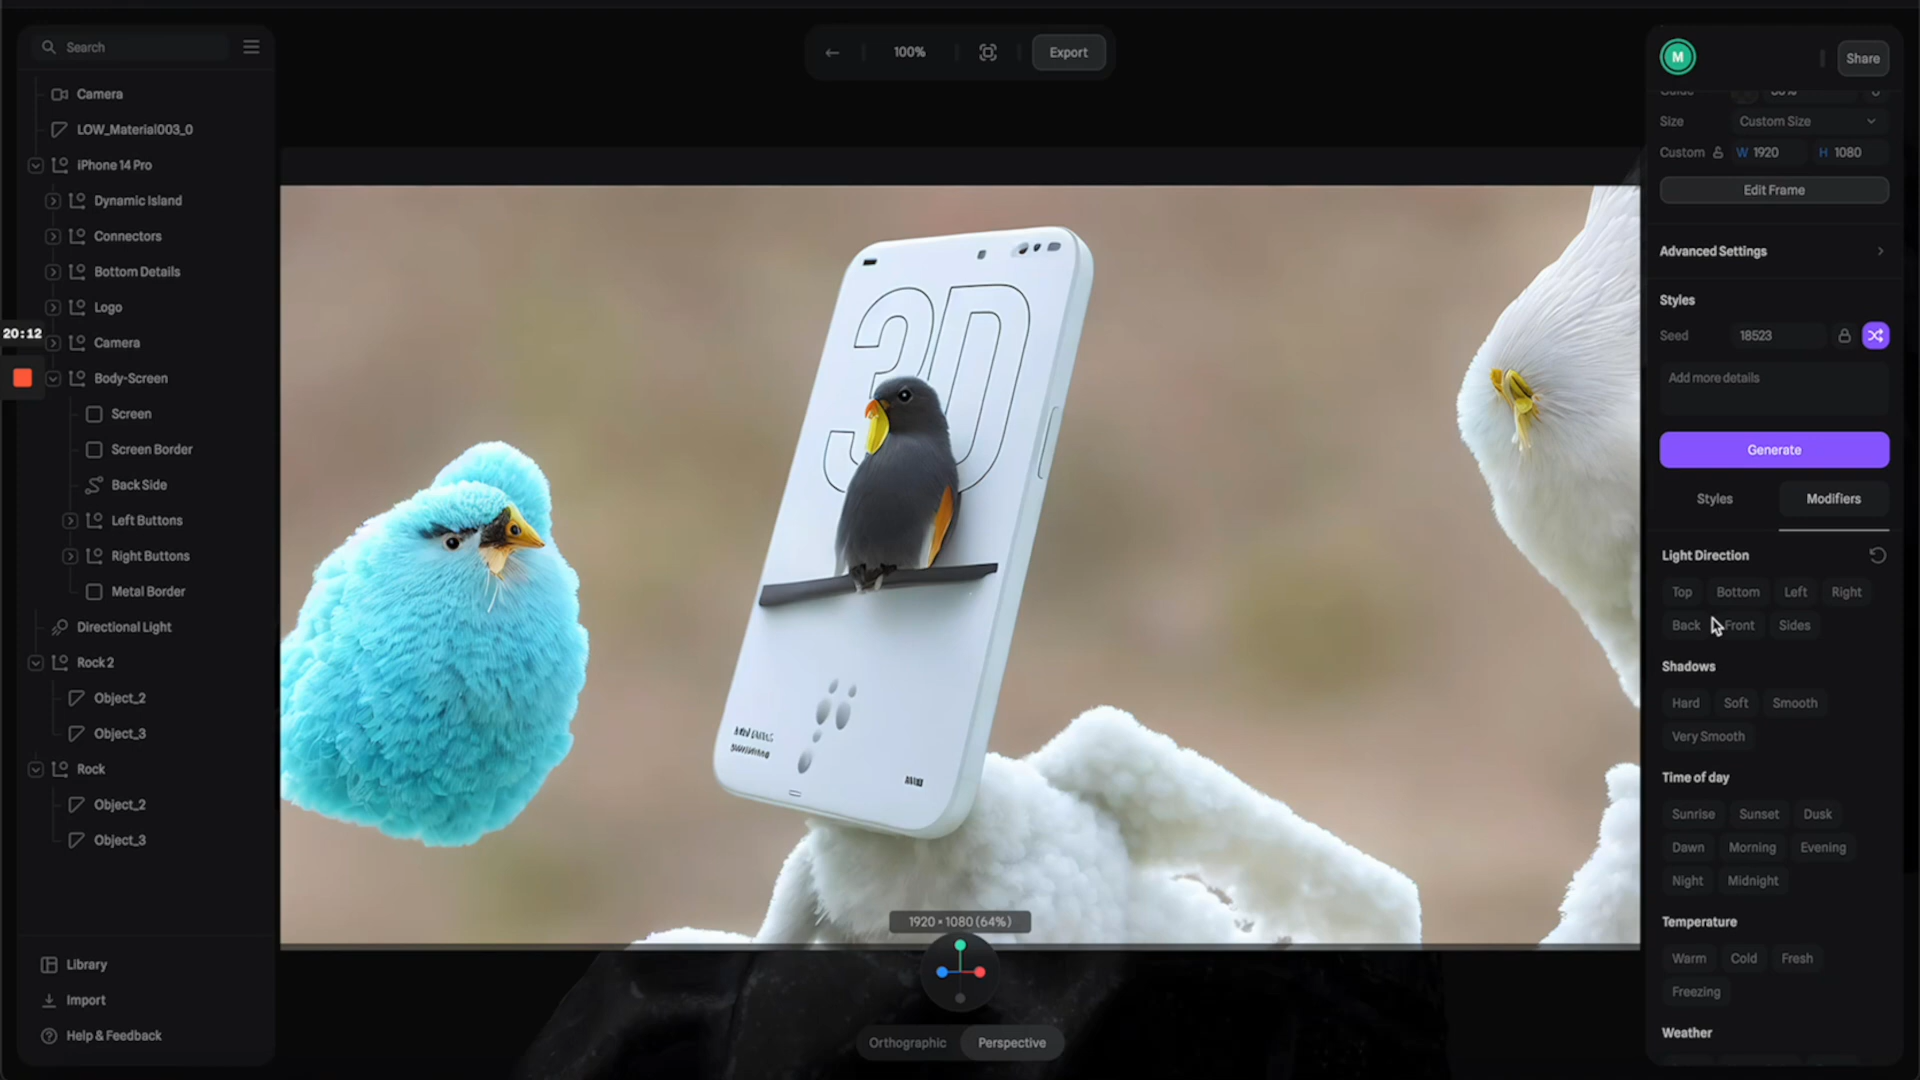 Search
Camera
LOW_Material003_0
iPhone 14 Pro
Dynamic Island
Connectors
Bottom Details
Logo
20:12
Camera
Body-Screen
Screen
Screen Border
Back Side
Left Buttons
Right Buttons
Metal Border
Directional Light
Rock 2
Object_2
Object_3
Rock
Object_2
Object_3
Library
Import
Help & Feedback
100%
Export
3D
1920 × 1080 (64%)
Orthographic Perspective
M
Share
Size Custom Size
Custom W 1920 H 1080
Edit Frame
Advanced Settings
Styles
Seed 18523
Add more details
Generate
Styles Modifiers
Light Direction
Top Bottom Left Right
Back Front Sides
Shadows
Hard Soft Smooth
Very Smooth
Time of day
Sunrise Sunset Dusk
Dawn Morning Evening
Night Midnight
Temperature
Warm Cold Fresh
Freezing
Weather